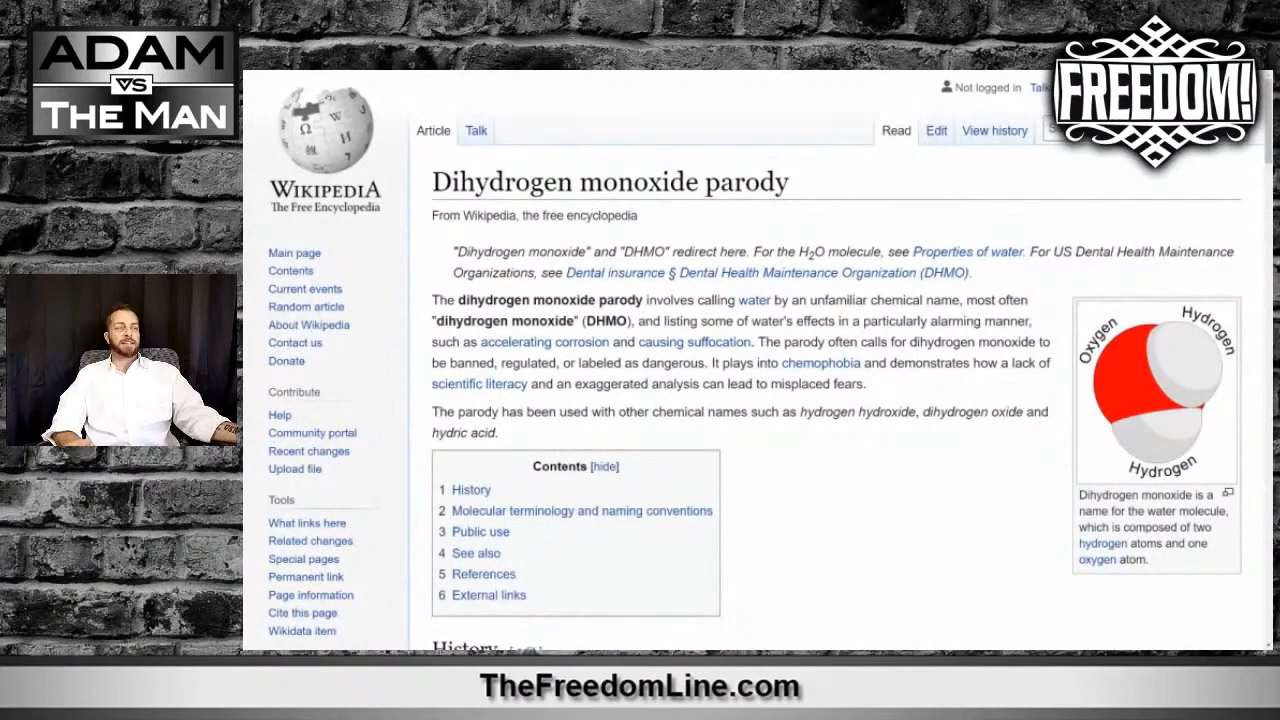 ADAM
VS
THE MAN
FREEDOM!
WIKIPEDIA
The Free Encyclopedia
Main page
Contents
Current events
Random article
About Wikipedia
Contact us
Donate
Contribute
Help
Community portal
Recent changes
Upload file
Tools
What links here
Related changes
Special pages
Permanent link
Page information
Cite this page
Wikidata item
Not logged in Talk
Article Talk Read Edit View history
Dihydrogen monoxide parody
From Wikipedia, the free encyclopedia
"Dihydrogen monoxide" and "DHMO" redirect here. For the H2O molecule, see Properties of water. For US Dental Health Maintenance
Organizations, see Dental insurance § Dental Health Maintenance Organization (DHMO).
The dihydrogen monoxide parody involves calling water by an unfamiliar chemical name, most often
"dihydrogen monoxide" (DHMO), and listing some of water's effects in a particularly alarming manner,
such as accelerating corrosion and causing suffocation. The parody often calls for dihydrogen monoxide to
be banned, regulated, or labeled as dangerous. It plays into chemophobia and demonstrates how a lack of
scientific literacy and an exaggerated analysis can lead to misplaced fears.
The parody has been used with other chemical names such as hydrogen hydroxide, dihydrogen oxide and
hydric acid.
Contents [hide]
1 History
2 Molecular terminology and naming conventions
3 Public use
4 See also
5 References
6 External links
History
Oxygen
Hydrogen
Hydrogen
Dihydrogen monoxide is a
name for the water molecule,
which is composed of two
hydrogen atoms and one
oxygen atom.
TheFreedomLine.com